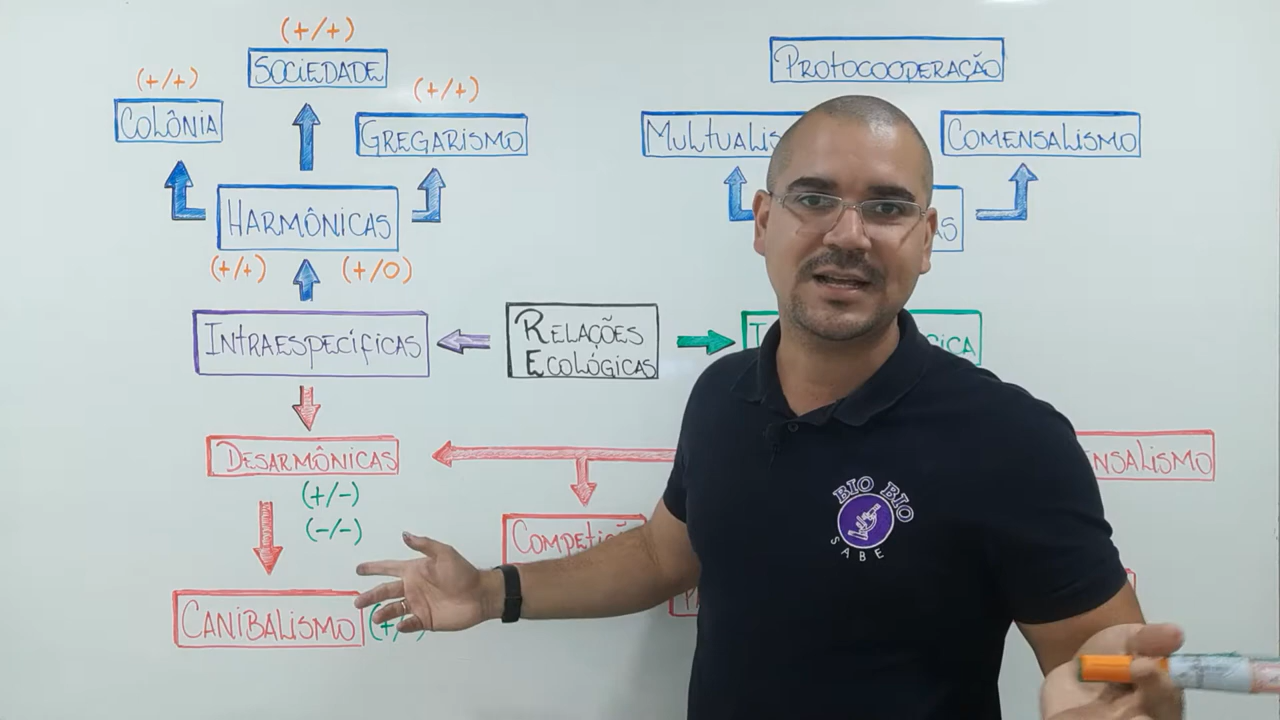 (+/+)
SOCIEDADE
PROTOCOOPERAÇÃO
(+/+)
(+/+)
COLÔNIA
GREGARISMO
COMENSALISMO
HARMÔNICAS
(+/+) (+/0)
INTRAESPECÍFICAS
RELAÇÕES
ECOLÓGICAS
DESARMÔNICAS
(+/-)
(-/-)
CANIBALISMO
BIO BIO
SABE